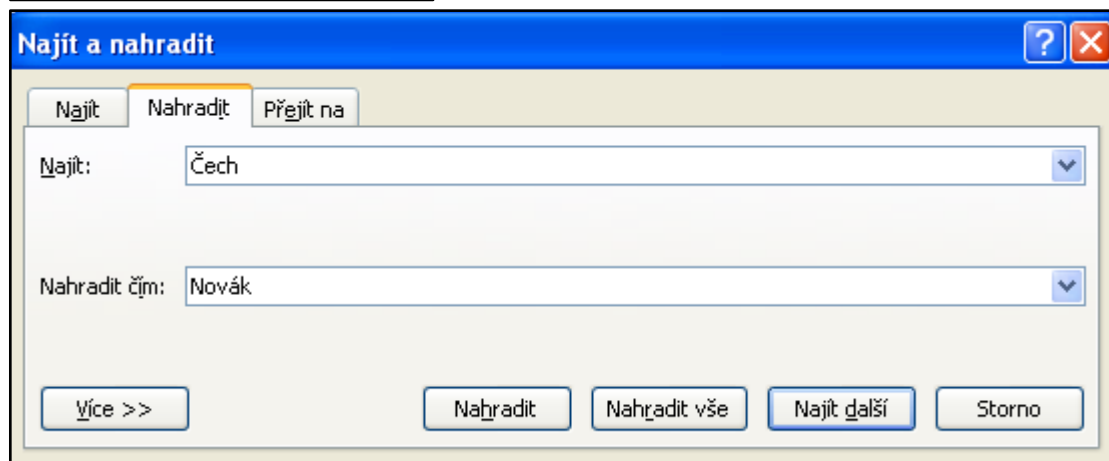 Najít a nahradit
Najít Nahradit Přejít na
Najít: Čech
Nahradit čím: Novák
Více >> Nahradit Nahradit vše Najít další Storno